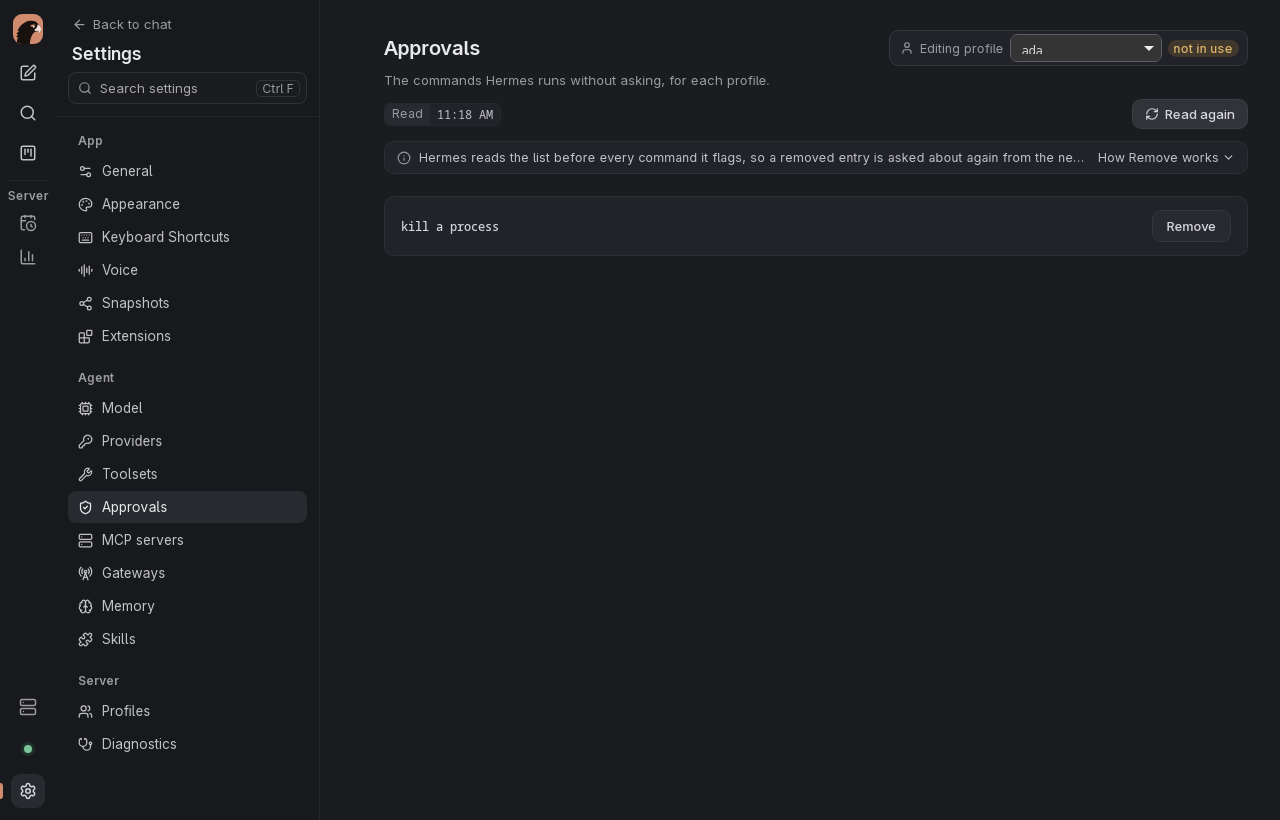 Back to chat
Settings
Search settings
Ctrl F
App
General
Appearance
Keyboard Shortcuts
Voice
Snapshots
Extensions
Agent
Model
Providers
Toolsets
Approvals
MCP servers
Gateways
Memory
Skills
Server
Profiles
Diagnostics
Server
Approvals
Editing profile
ada
not in use
The commands Hermes runs without asking, for each profile.
Read 11:18 AM
Read again
Hermes reads the list before every command it flags, so a removed entry is asked about again from the ne...
How Remove works
kill a process
Remove